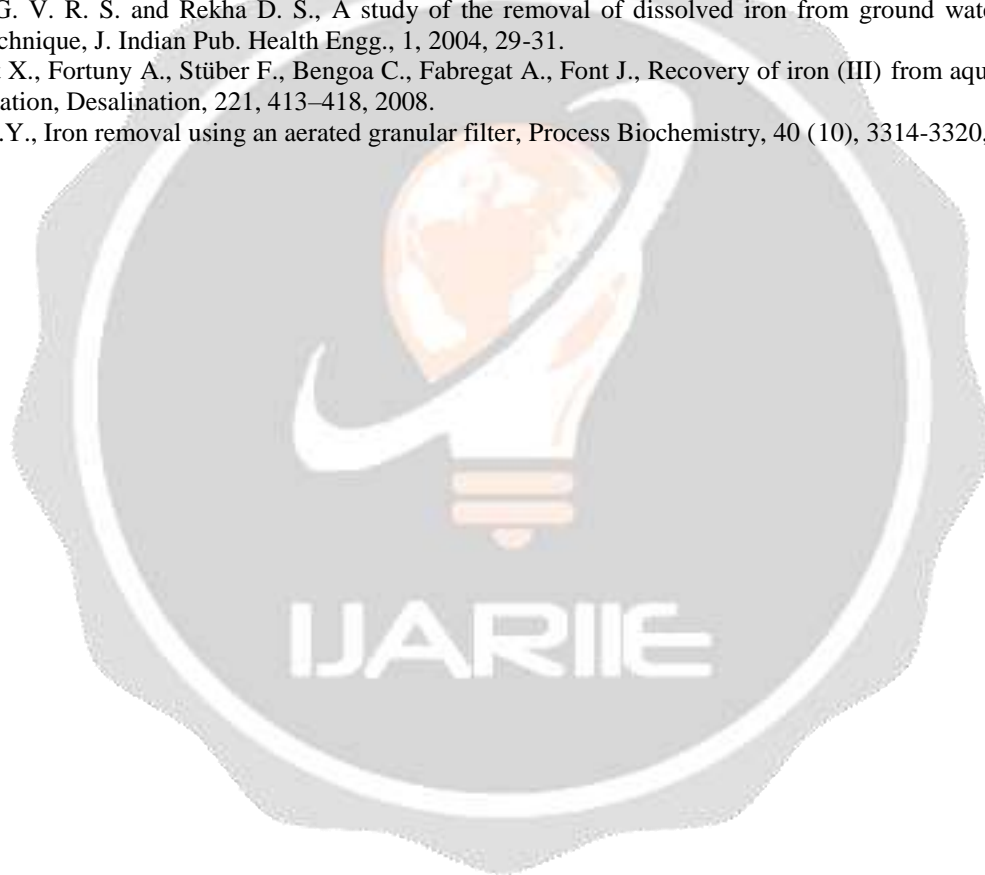 G. V. R. S. and Rekha D. S., A study of the removal of dissolved iron from ground
chnique, J. Indian Pub. Health Engg., 1, 2004, 29-31.
X., Fortuny A., Stüber F., Bengoa C., Fabregat A., Font J., Recovery of iron (III) from
ation, Desalination, 221, 413–418, 2008.
.Y., Iron removal using an aerated granular filter, Process Biochemistry, 40 (10), 3314-3320,
IJARIIE